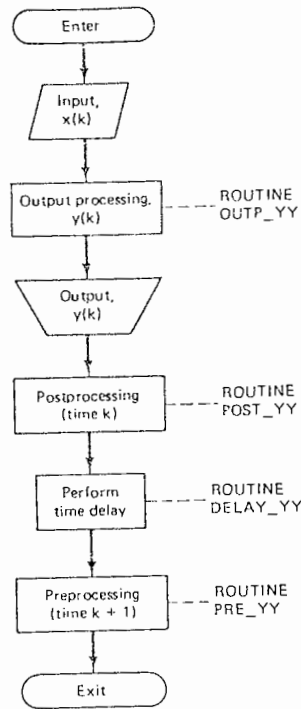 Enter
Input,
x(k)
Output processing,
y(k)
ROUTINE
OUTP_YY
Output,
y(k)
Postprocessing
(time k)
ROUTINE
POST_YY
Perform
time delay
ROUTINE
DELAY_YY
Preprocessing
(time k + 1)
ROUTINE
PRE_YY
Exit